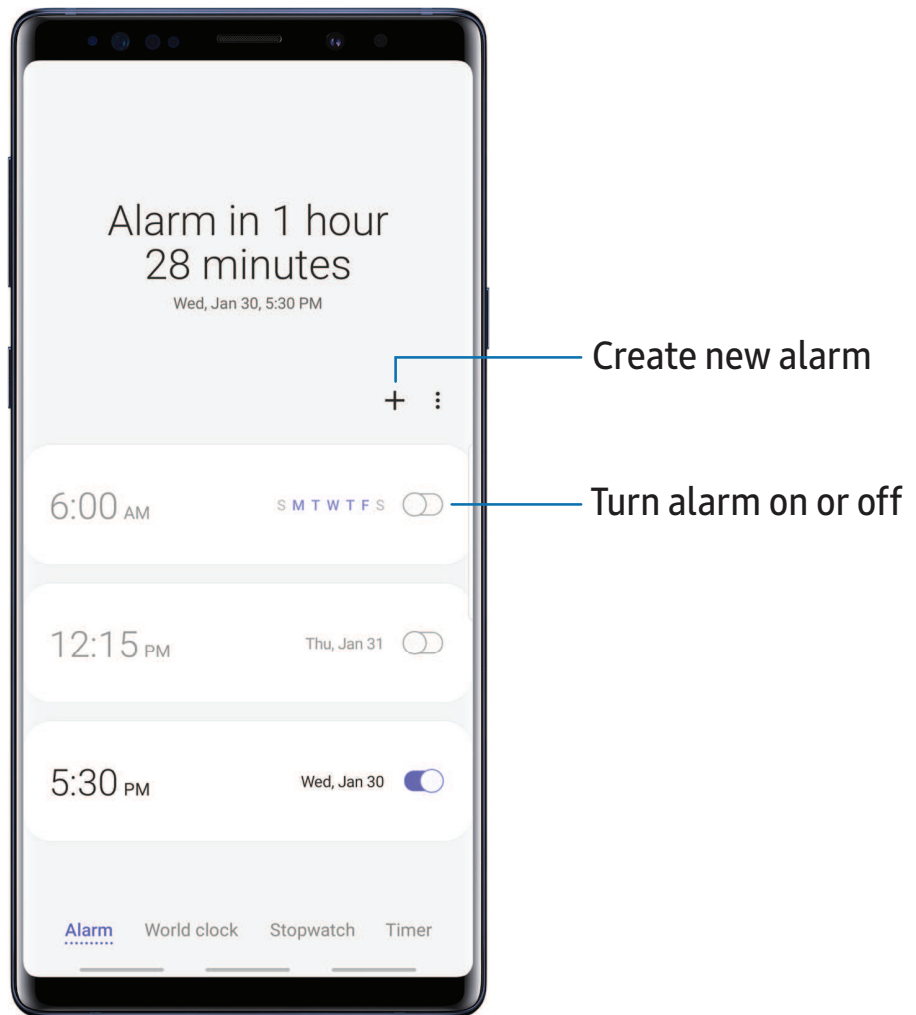 Alarm in 1 hour
28 minutes
Wed, Jan 30, 5:30 PM
Create new alarm
6:00 AM S M T W T F S
Turn alarm on or off
12:15 PM Thu, Jan 31
5:30 PM Wed, Jan 30
Alarm World clock Stopwatch Timer